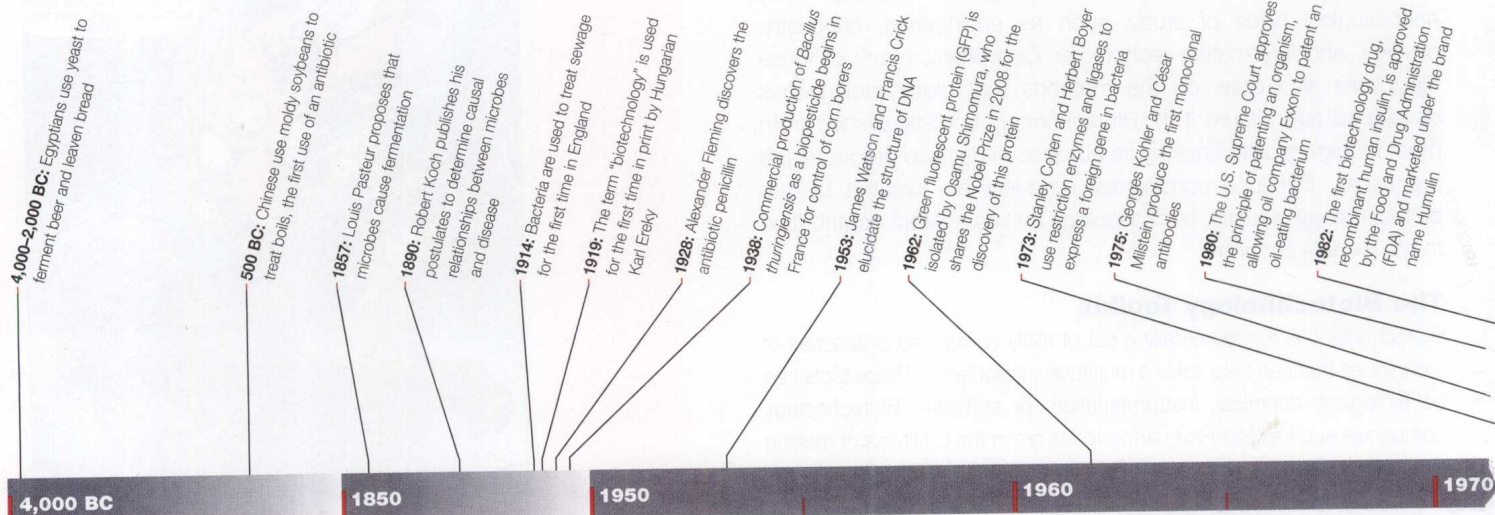 The Biotechnology Toolkit
4,000–2,000 BC: Egyptians use yeast to
ferment beer and leaven bread
500 BC: Chinese use moldy soybeans to
treat boils, the first use of an antibiotic
1857: Louis Pasteur proposes that
microbes cause fermentation
1890: Robert Koch publishes his
postulates to determine causal
relationships between microbes
and disease
1914: Bacteria are used to treat sewage
for the first time in England
1919: The term “biotechnology” is used
for the first time in print by Hungarian
Karl Ereky
1928: Alexander Fleming discovers the
antibiotic penicillin
1938: Commercial production of Bacillus
thuringiensis as a biopesticide begins in
France for control of corn borers
1953: James Watson and Francis Crick
elucidate the structure of DNA
1962: Green fluorescent protein (GFP) is
isolated by Osamu Shimomura, who
shares the Nobel Prize in 2008 for the
discovery of this protein
1973: Stanley Cohen and Herbert Boyer
use restriction enzymes and ligases to
express a foreign gene in bacteria
1975: Georges Köhler and César
Milstein produce the first monoclonal
antibodies
1980: The U.S. Supreme Court approves
the principle of patenting an organism,
allowing oil company Exxon to patent an
oil-eating bacterium
1982: The first biotechnology drug,
recombinant human insulin is approved
by the Food and Drug Administration
(FDA) and marketed under the brand
name Humulin
4,000 BC
1850
1950
1960
1970